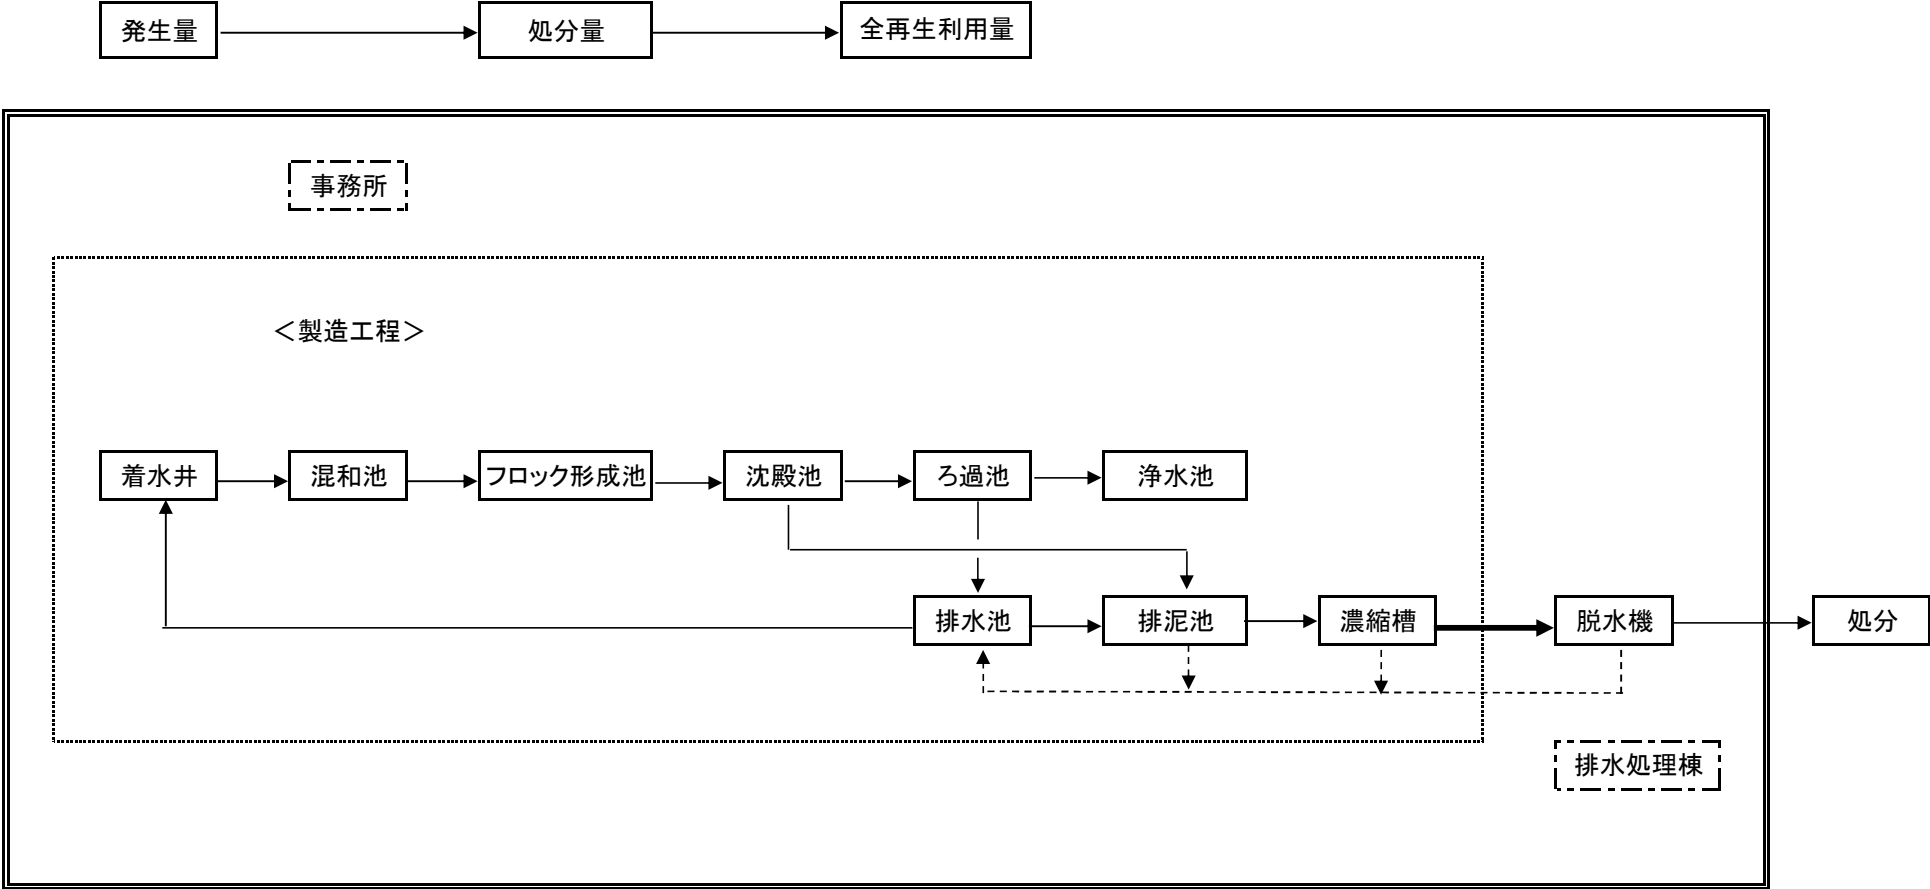 発生量
処分量
全再生利用量
事務所
＜製造工程＞
着水井
混和池
フロック形成池
沈殿池
ろ過池
浄水池
排水池
排泥池
濃縮槽
脱水機
処分
排水処理棟